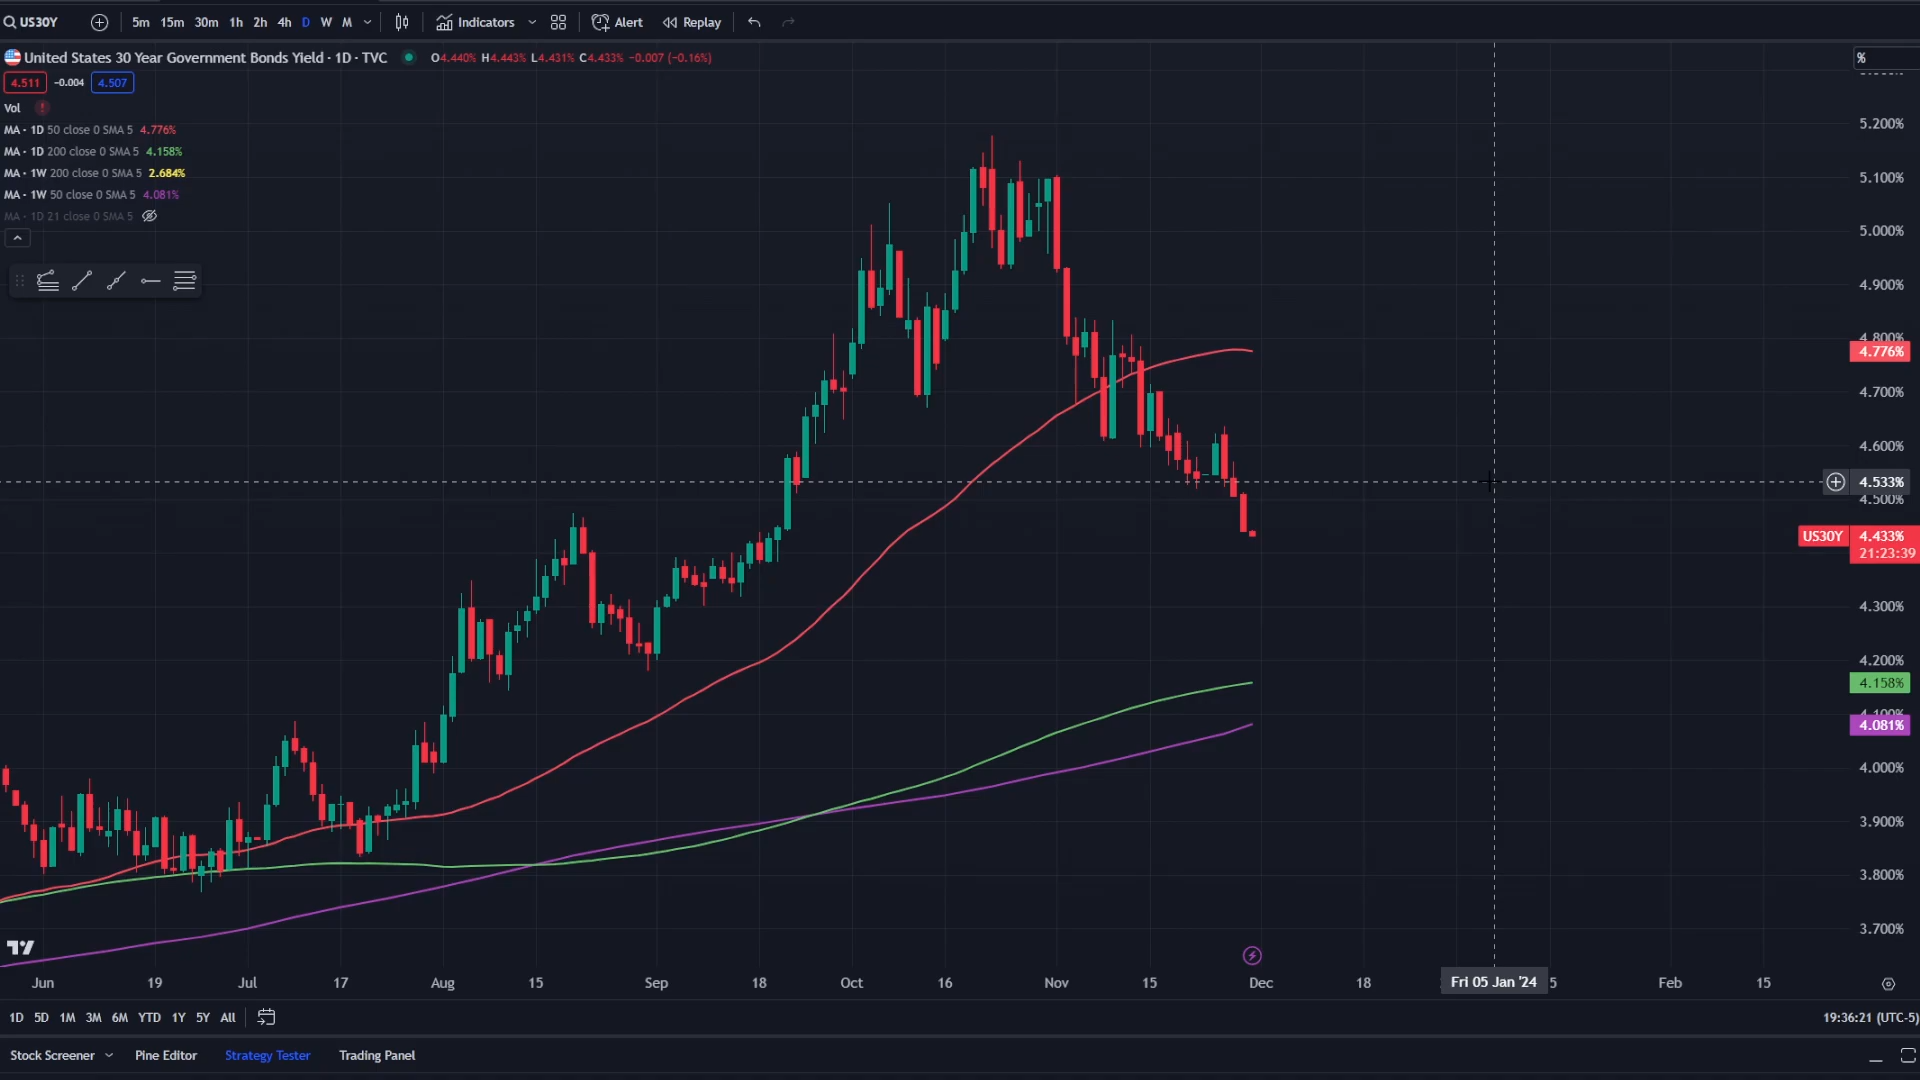 US30Y 5m 15m 30m 1h 2h 4h D W M Indicators Alert Replay
United States 30 Year Government Bonds Yield · 1D · TVC O4.440% H4.443% L4.431% C4.433% −0.007 (−0.16%)
%
4.511 −0.004 4.507
Vol !
MA · 1D 50 close 0 SMA 5 4.776%
MA · 1D 200 close 0 SMA 5 4.158%
MA · 1W 200 close 0 SMA 5 2.684%
MA · 1W 50 close 0 SMA 5 4.081%
MA · 1D 21 close 0 SMA 5
5.200%
5.100%
5.000%
4.900%
4.800%
4.776%
4.700%
4.600%
4.533%
4.500%
US30Y 4.433%
21:23:39
4.300%
4.200%
4.158%
4.100%
4.081%
4.000%
3.900%
3.800%
3.700%
Jun 19 Jul 17 Aug 15 Sep 18 Oct 16 Nov 15 Dec 18 Fri 05 Jan '24 5 Feb 15
1D 5D 1M 3M 6M YTD 1Y 5Y All 19:36:21 (UTC-5)
Stock Screener Pine Editor Strategy Tester Trading Panel